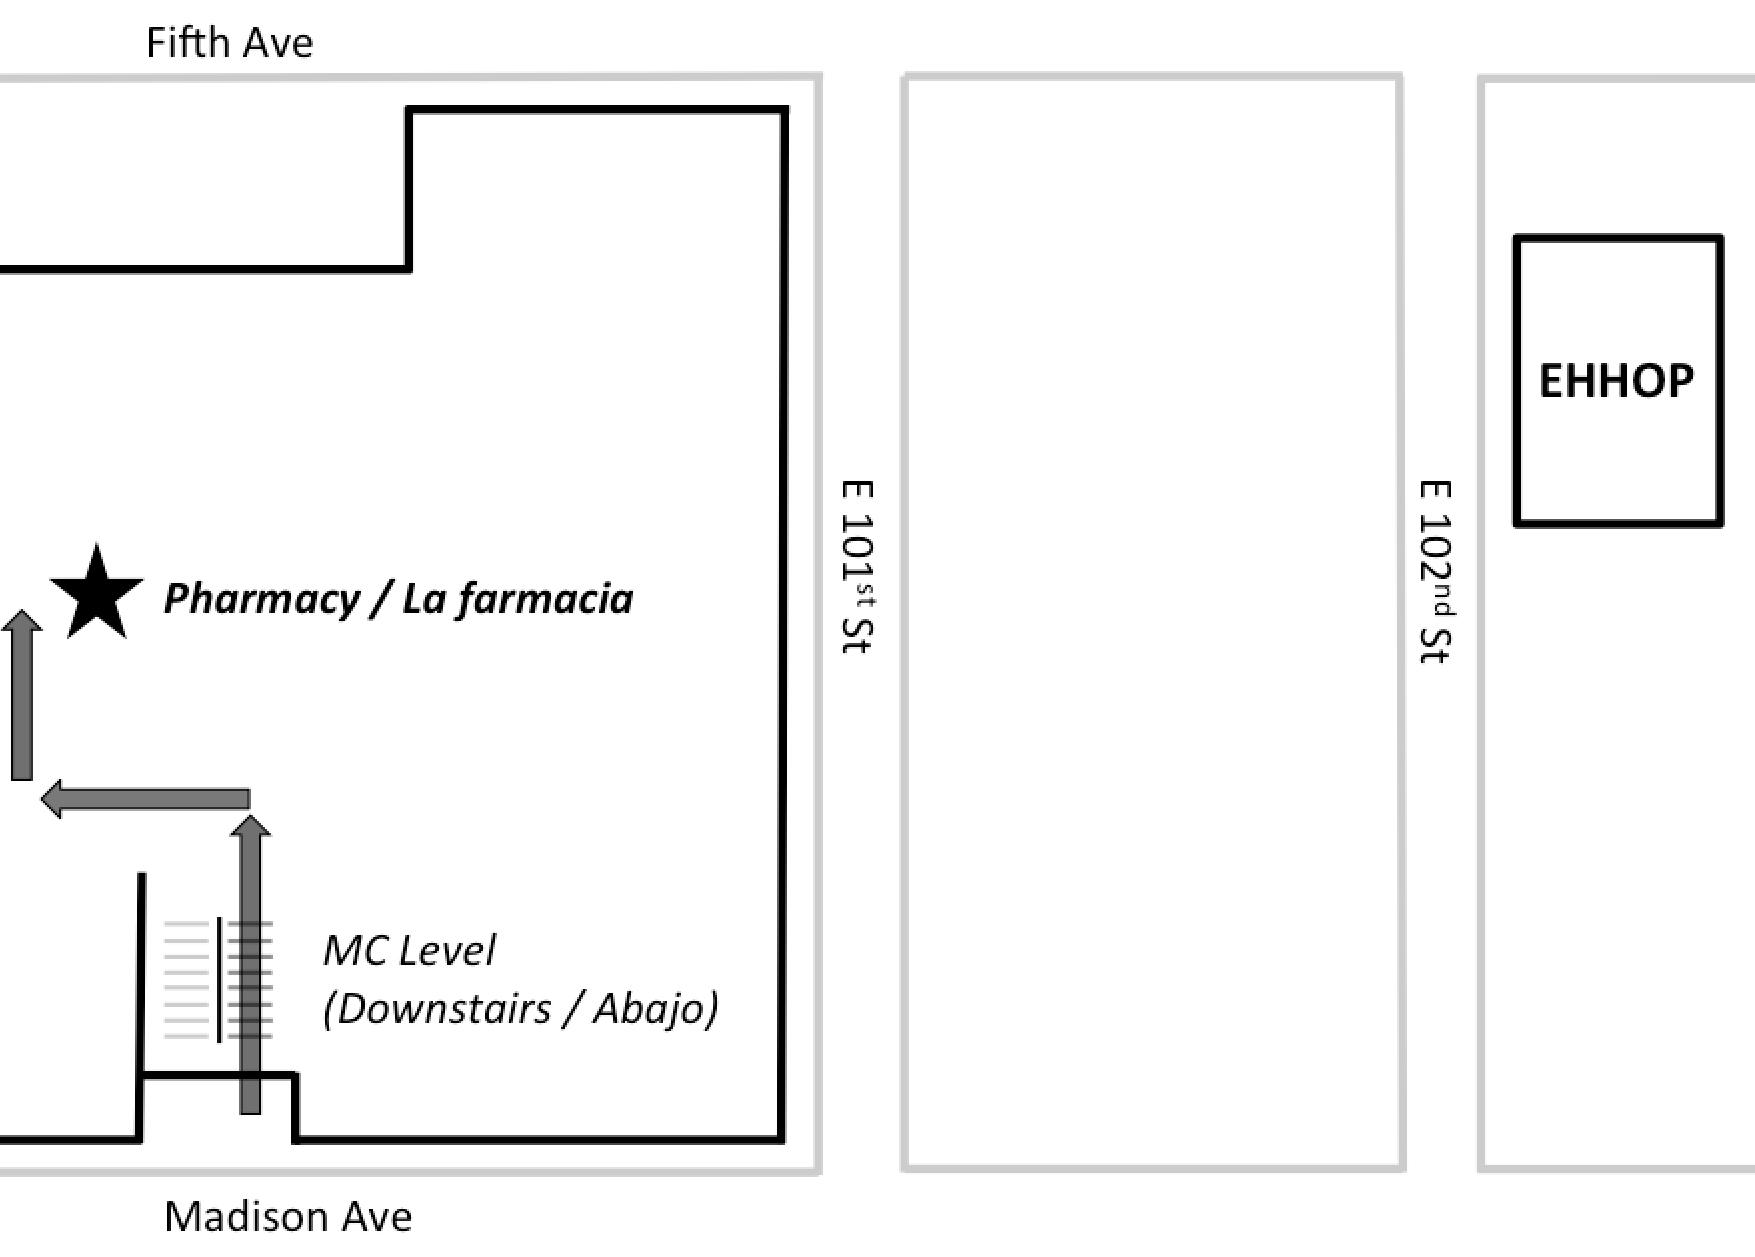 Fifth Ave
EHHOP
E 101st St
E 102nd St
Pharmacy / La farmacia
MC Level
(Downstairs / Abajo)
Madison Ave